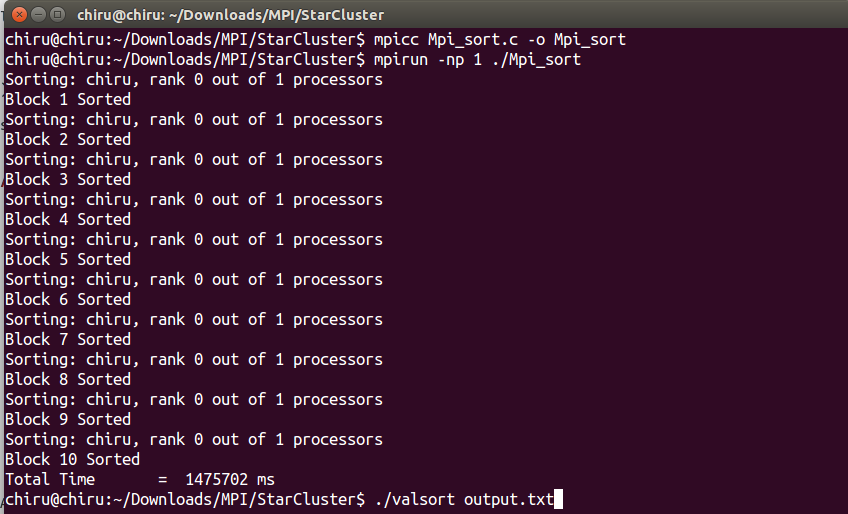 chiru@chiru: ~/Downloads/MPI/StarCluster
chiru@chiru:~/Downloads/MPI/StarCluster$ mpicc Mpi_sort.c -o Mpi_sort
chiru@chiru:~/Downloads/MPI/StarCluster$ mpirun -np 1 ./Mpi_sort
Sorting: chiru, rank 0 out of 1 processors
Block 1 Sorted
Sorting: chiru, rank 0 out of 1 processors
Block 2 Sorted
Sorting: chiru, rank 0 out of 1 processors
Block 3 Sorted
Sorting: chiru, rank 0 out of 1 processors
Block 4 Sorted
Sorting: chiru, rank 0 out of 1 processors
Block 5 Sorted
Sorting: chiru, rank 0 out of 1 processors
Block 6 Sorted
Sorting: chiru, rank 0 out of 1 processors
Block 7 Sorted
Sorting: chiru, rank 0 out of 1 processors
Block 8 Sorted
Sorting: chiru, rank 0 out of 1 processors
Block 9 Sorted
Sorting: chiru, rank 0 out of 1 processors
Block 10 Sorted
Total Time       =  1475702 ms
chiru@chiru:~/Downloads/MPI/StarCluster$ ./valsort output.txt